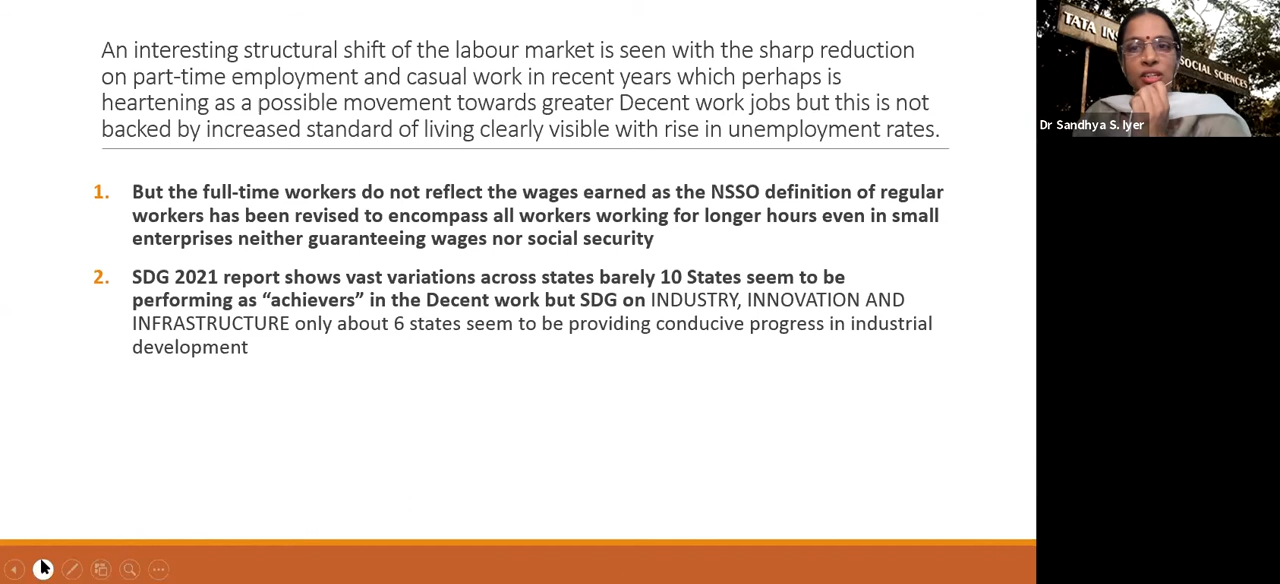 An interesting structural shift of the labour market is seen with the sharp reduction
on part-time employment and casual work in recent years which perhaps is
heartening as a possible movement towards greater Decent work jobs but this is not
backed by increased standard of living clearly visible with rise in unemployment rates.
1. But the full-time workers do not reflect the wages earned as the NSSO definition of regular
workers has been revised to encompass all workers working for longer hours even in small
enterprises neither guaranteeing wages nor social security
2. SDG 2021 report shows vast variations across states barely 10 States seem to be
performing as “achievers” in the Decent work but SDG on INDUSTRY, INNOVATION AND
INFRASTRUCTURE only about 6 states seem to be providing conducive progress in industrial
development
TATA INS
SOCIAL SCIENCES
Dr Sandhya S. Iyer